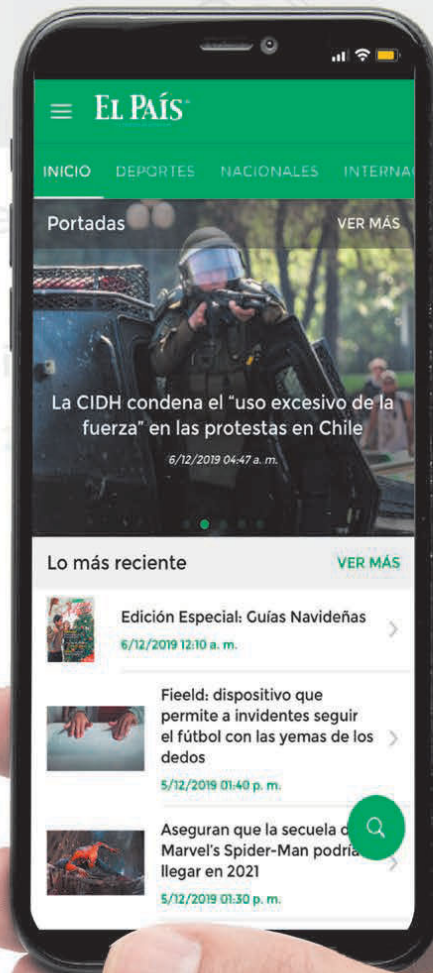 EL PAÍS
INICIO DEPORTES NACIONALES INTERNA
Portadas VER MÁS
La CIDH condena el "uso excesivo de la
fuerza" en las protestas en Chile
6/12/2019 04:47 a. m.
Lo más reciente VER MÁS
Edición Especial: Guías Navideñas
6/12/2019 12:10 a. m.
Fieeld: dispositivo que
permite a invidentes seguir
el fútbol con las yemas de los
dedos
5/12/2019 01:40 p. m.
Aseguran que la secuela d
Marvel's Spider-Man podría
llegar en 2021
5/12/2019 01:30 p. m.